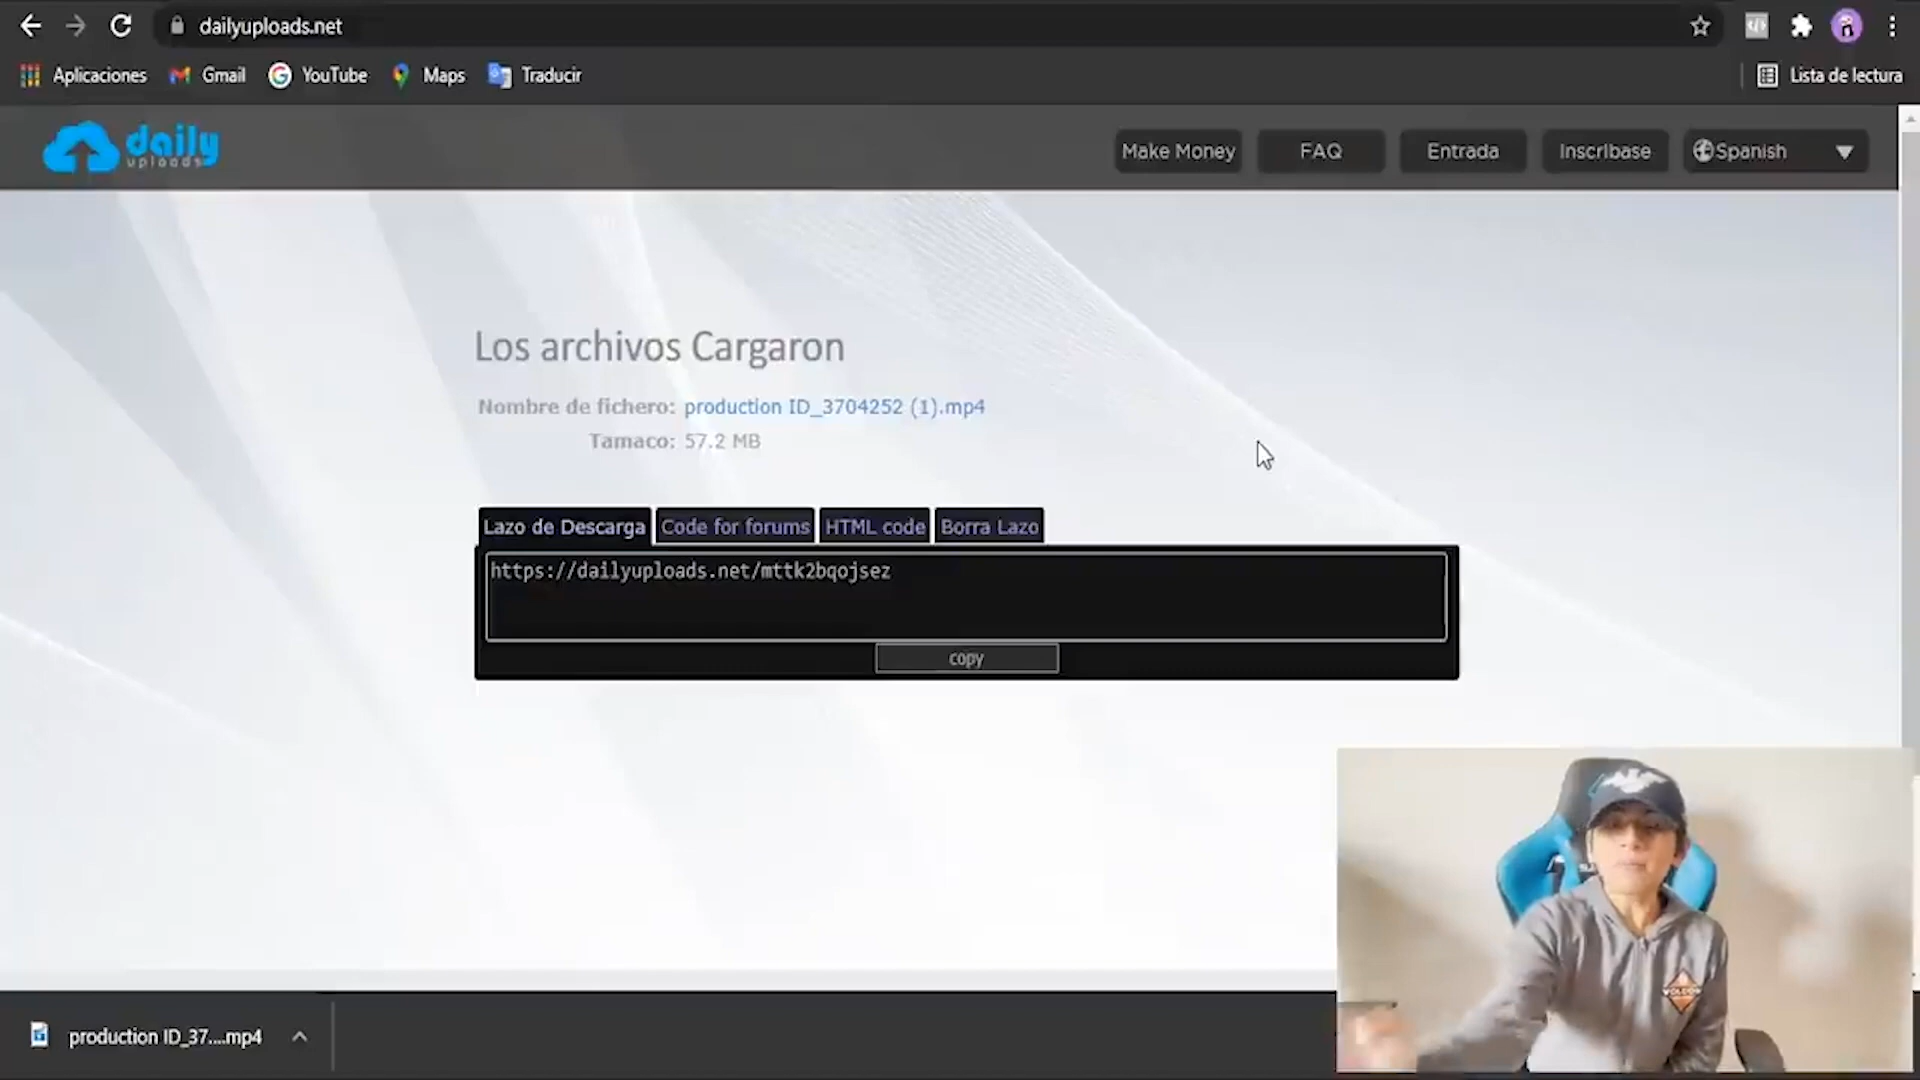 dailyuploads.net
Aplicaciones Gmail YouTube Maps Traducir Lista de lectura
daily
uploads
Make Money FAQ Entrada Inscrlbase Spanish
Los archivos Cargaron
Nombre de fichero: production ID_3704252 (1).mp4
Tamaco: 57.2 MB
Lazo de Descarga Code for forums HTML code Borra Lazo
https://dailyuploads.net/mttk2bqojsez
copy
production ID_37....mp4
VOLCOM